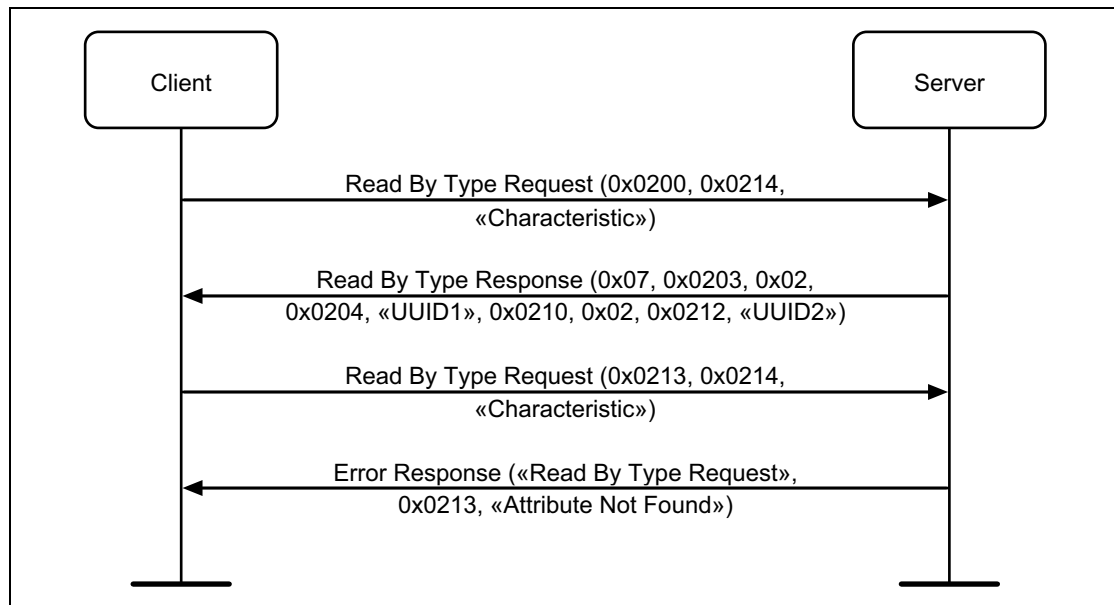 Client
Server
Read By Type Request (0x0200, 0x0214,
«Characteristic»)
Read By Type Response (0x07, 0x0203, 0x02,
0x0204, «UUID1», 0x0210, 0x02, 0x0212, «UUID2»)
Read By Type Request (0x0213, 0x0214,
«Characteristic»)
Error Response («Read By Type Request»,
0x0213, «Attribute Not Found»)